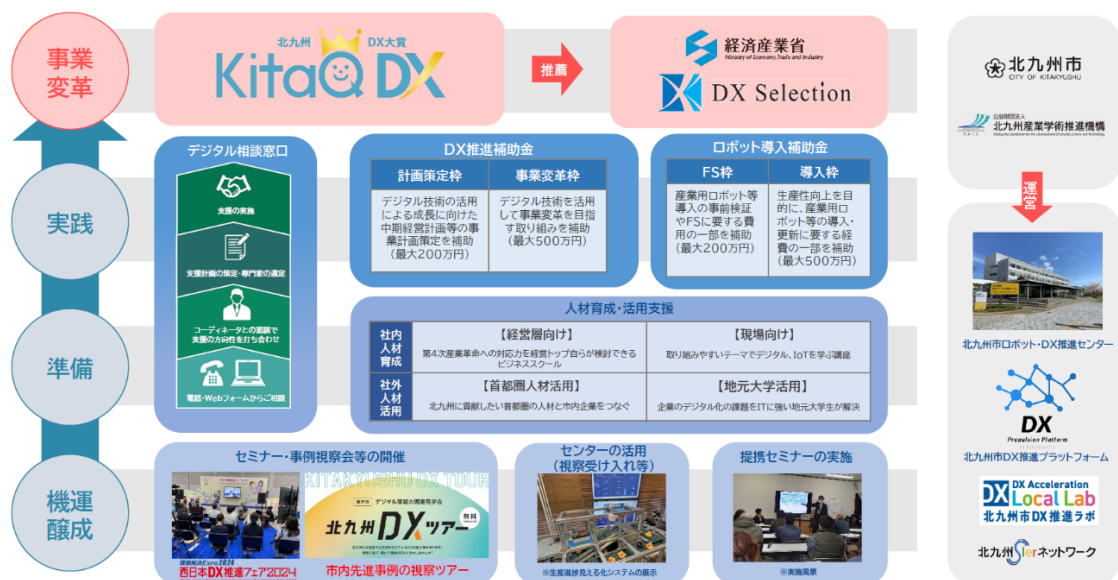 事業
変革
実践
準備
機運
醸成
北九州 DX大賞
KitaQ DX
推薦
経済産業省
Ministry of Economy, Trade and Industry
DX Selection
デジタル相談窓口
支援の実施
支援計画の策定・専門家の選定
コーディネータとの面談で
支援の方向性を打ち合わせ
電話・Webフォームからご相談
DX推進補助金
計画策定枠
事業変革枠
デジタル技術の活用
による成長に向けた
中期経営計画等の事
業計画策定を補助
(最大200万円)
デジタル技術を活用
して事業変革を目指
す取り組みを補助
(最大500万円)
ロボット導入補助金
FS枠
導入枠
産業用ロボット等
導入の事前検証
やFSに要する費
用の一部を補助
(最大200万円)
生産性向上を目
的に、産業用ロ
ボット等の導入・
更新に要する経
費の一部を補助
(最大500万円)
人材育成・活用支援
社内
人材
育成
【経営層向け】
第4次産業革命への対応力を経営トップ自らが検討できる
ビジネススクール
【現場向け】
取り組みやすいテーマでデジタル、IoTを学ぶ講座
社外
人材
活用
【首都圏人材活用】
北九州に貢献したい首都圏の人材と市内企業をつなぐ
【地元大学活用】
企業のデジタル化の課題をITに強い地元大学生が解決
セミナー・事例視察会等の開催
課題解決Expo2024
西日本DX推進フェア2024
KITAKYUSHU DX TOUR
デジタル革新の現場見学会
北九州DXツアー
無料
市内先進事例の視察ツアー
センターの活用
(視察受け入れ等)
※生産進捗見える化システムの展示
提携セミナーの実施
※実施風景
北九州市
CITY OF KITAKYUSHU
公益財団法人
北九州産業学術推進機構
FAIS
運営
北九州市ロボット・DX推進センター
DX
Propulsion Platform
北九州市DX推進プラットフォーム
DX
DX Acceleration
Local Lab
北九州市DX推進ラボ
北九州SIerネットワーク